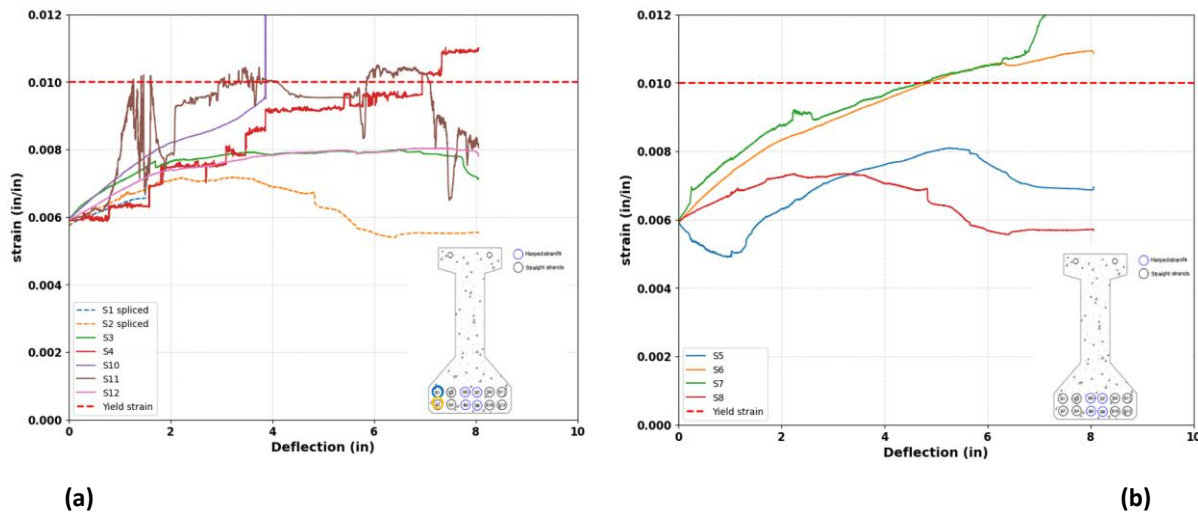 0.012
0.010
0.008
0.006
0.004
0.002
0.000
0
2
4
6
8
10
strain (in/in)
Deflection (in)
S1 spliced
S2 spliced
S3
S4
S10
S11
S12
Yield strain
Harped strands
Straight strands
(a)
0.012
0.010
0.008
0.006
0.004
0.002
0.000
0
2
4
6
8
10
strain (in/in)
Deflection (in)
S5
S6
S7
S8
Yield strain
Harped strands
Straight strands
(b)